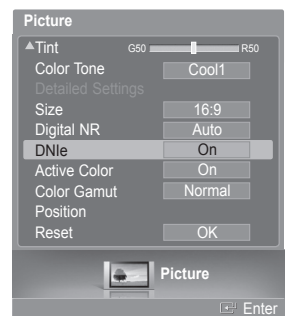 Picture
Tint G50 R50
Color Tone Cool1
Detailed Settings
Size 16:9
Digital NR Auto
DNIe On
Active Color On
Color Gamut Normal
Position
Reset OK
Picture
Enter